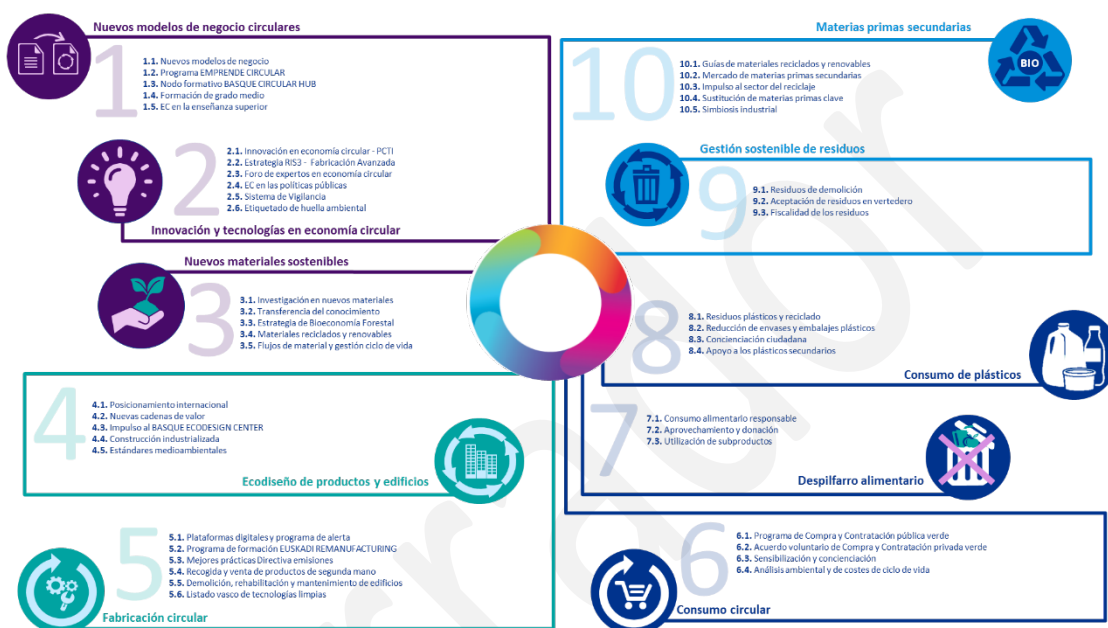 Nuevos modelos de negocio circulares
1
1.1. Nuevos modelos de negocio
1.2. Programa EMPRENDE CIRCULAR
1.3. Nodo formativo BASQUE CIRCULAR HUB
1.4. Formación de grado medio
1.5. EC en la enseñanza superior
2
2.1. Innovación en economía circular - PCTI
2.2. Estrategia RIS3 - Fabricación Avanzada
2.3. Foro de expertos en economía circular
2.4. EC en las políticas públicas
2.5. Sistema de Vigilancia
2.6. Etiquetado de huella ambiental
Innovación y tecnologías en economía circular
Nuevos materiales sostenibles
3
3.1. Investigación en nuevos materiales
3.2. Transferencia del conocimiento
3.3. Estrategia de Bioeconomía Forestal
3.4. Materiales reciclados y renovables
3.5. Flujos de material y gestión ciclo de vida
4
4.1. Posicionamiento internacional
4.2. Nuevas cadenas de valor
4.3. Impulso al BASQUE ECODESIGN CENTER
4.4. Construcción industrializada
4.5. Estándares medioambientales
Ecodiseño de productos y edificios
5
5.1. Plataformas digitales y programa de alerta
5.2. Programa de formación EUSKADI REMANUFACTURING
5.3. Mejores prácticas Directiva emisiones
5.4. Recogida y venta de productos de segunda mano
5.5. Demolición, rehabilitación y mantenimiento de edificios
5.6. Listado vasco de tecnologías limpias
Fabricación circular
Materias primas secundarias
10
10.1. Guías de materiales reciclados y renovables
10.2. Mercado de materias primas secundarias
10.3. Impulso al sector del reciclaje
10.4. Sustitución de materias primas clave
10.5. Simbiosis industrial
BIO
Gestión sostenible de residuos
9
9.1. Residuos de demolición
9.2. Aceptación de residuos en vertedero
9.3. Fiscalidad de los residuos
8
8.1. Residuos plásticos y reciclado
8.2. Reducción de envases y embalajes plásticos
8.3. Concienciación ciudadana
8.4. Apoyo a los plásticos secundarios
Consumo de plásticos
7
7.1. Consumo alimentario responsable
7.2. Aprovechamiento y donación
7.3. Utilización de subproductos
Despilfarro alimentario
6
6.1. Programa de Compra y Contratación pública verde
6.2. Acuerdo voluntario de Compra y Contratación privada verde
6.3. Sensibilización y concienciación
6.4. Análisis ambiental y de costes de ciclo de vida
Consumo circular